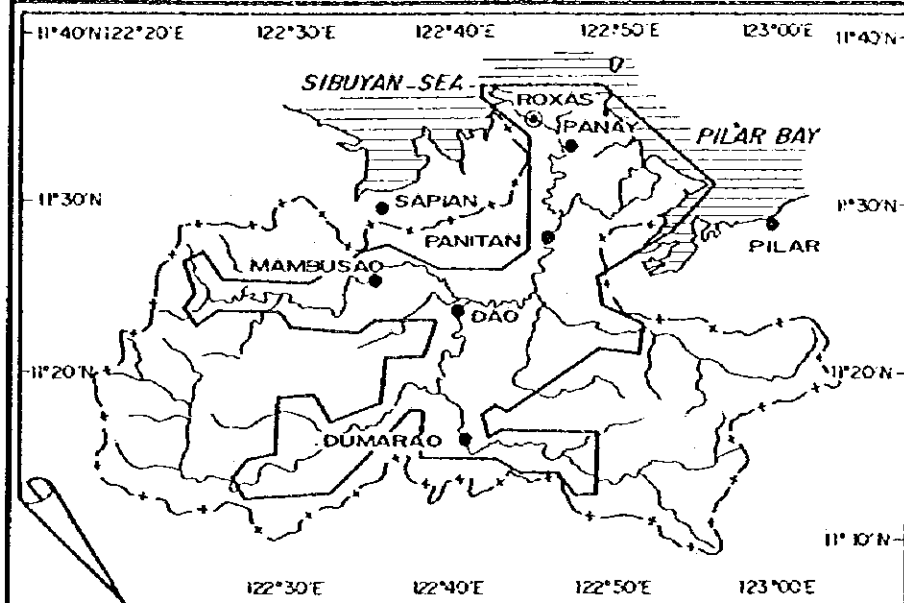 11°40'N 122°20'E 122°30'E 122°40'E 122°50'E 123°00'E 11°40'N
SIBUYAN SEA
ROXAS
PANAY
PILAR BAY
11°30'N
SAPIAN
11°30'N
PANITAN
PILAR
MAMBUSAO
DAO
11°20'N
11°20'N
DUMARAO
11°10'N
122°30'E 122°40'E 122°50'E 123°00'E